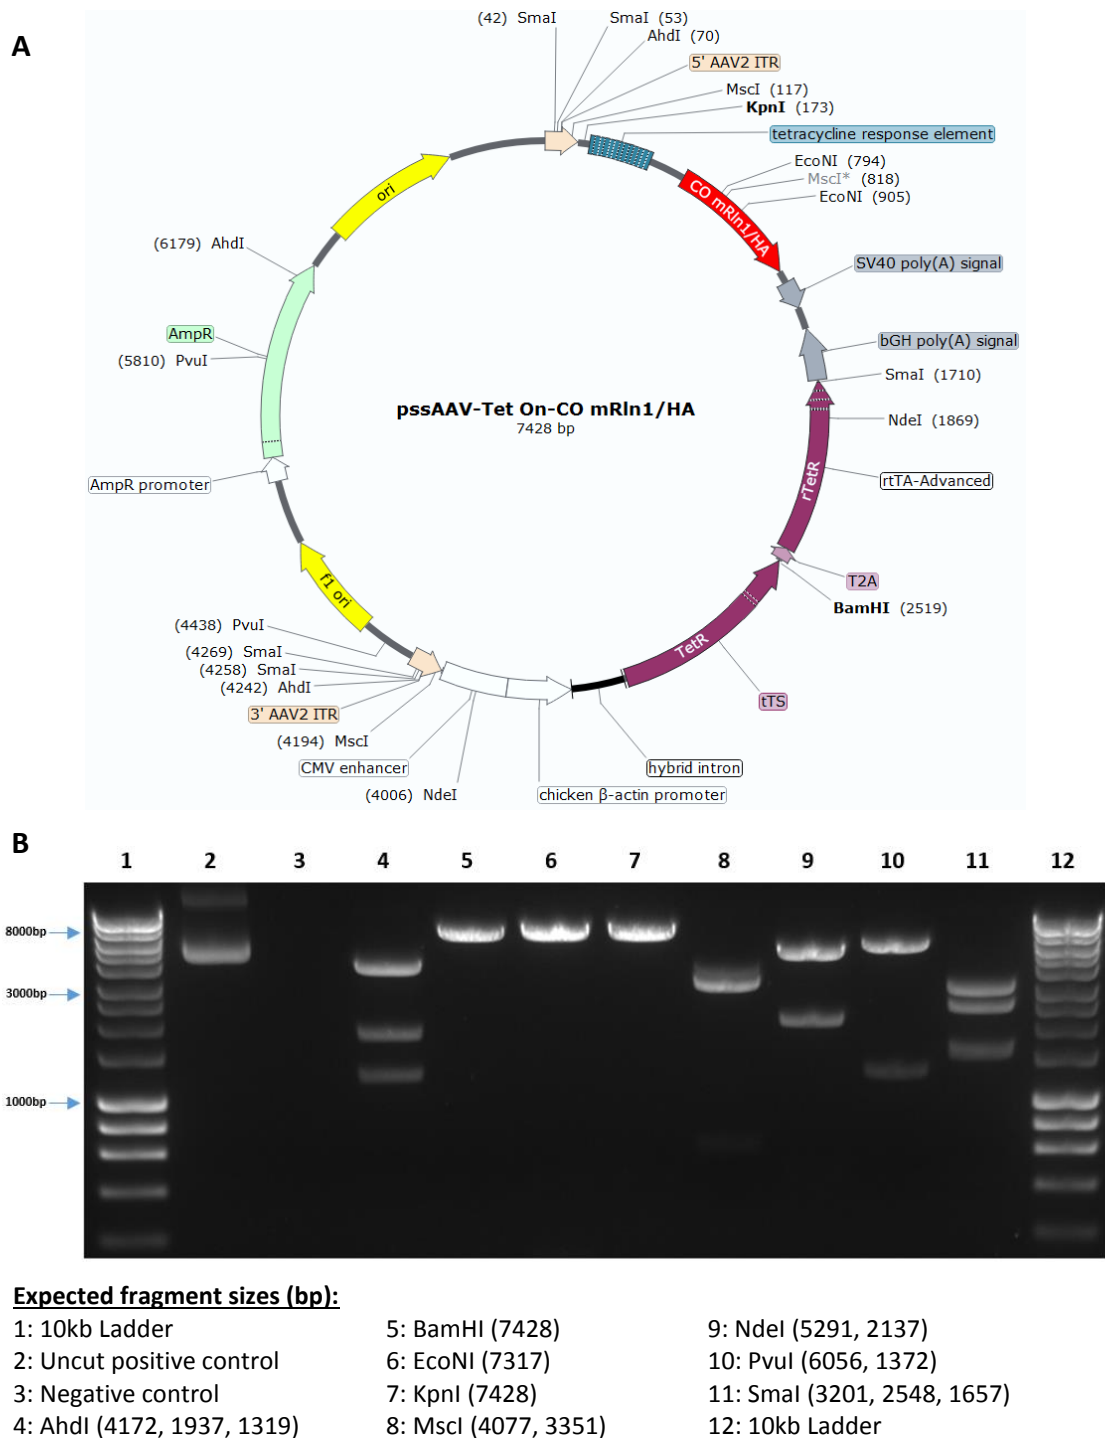 A
(42) SmaI
SmaI (53)
AhdI (70)
5' AAV2 ITR
MscI (117)
KpnI (173)
tetracycline response element
EcoNI (794)
MscI* (818)
EcoNI (905)
CO mRln1/HA
SV40 poly(A) signal
bGH poly(A) signal
SmaI (1710)
NdeI (1869)
rTetR
rtTA-Advanced
T2A
BamHI (2519)
TetR
tTS
hybrid intron
chicken β-actin promoter
(4006) NdeI
CMV enhancer
(4194) MscI
3' AAV2 ITR
(4242) AhdI
(4258) SmaI
(4269) SmaI
(4438) PvuI
f1 ori
AmpR promoter
(5810) PvuI
AmpR
(6179) AhdI
ori
pssAAV-Tet On-CO mRln1/HA
7428 bp
B
1 2 3 4 5 6 7 8 9 10 11 12
8000bp
3000bp
1000bp
Expected fragment sizes (bp):
1: 10kb Ladder
2: Uncut positive control
3: Negative control
4: AhdI (4172, 1937, 1319)
5: BamHI (7428)
6: EcoNI (7317)
7: KpnI (7428)
8: MscI (4077, 3351)
9: NdeI (5291, 2137)
10: PvuI (6056, 1372)
11: SmaI (3201, 2548, 1657)
12: 10kb Ladder